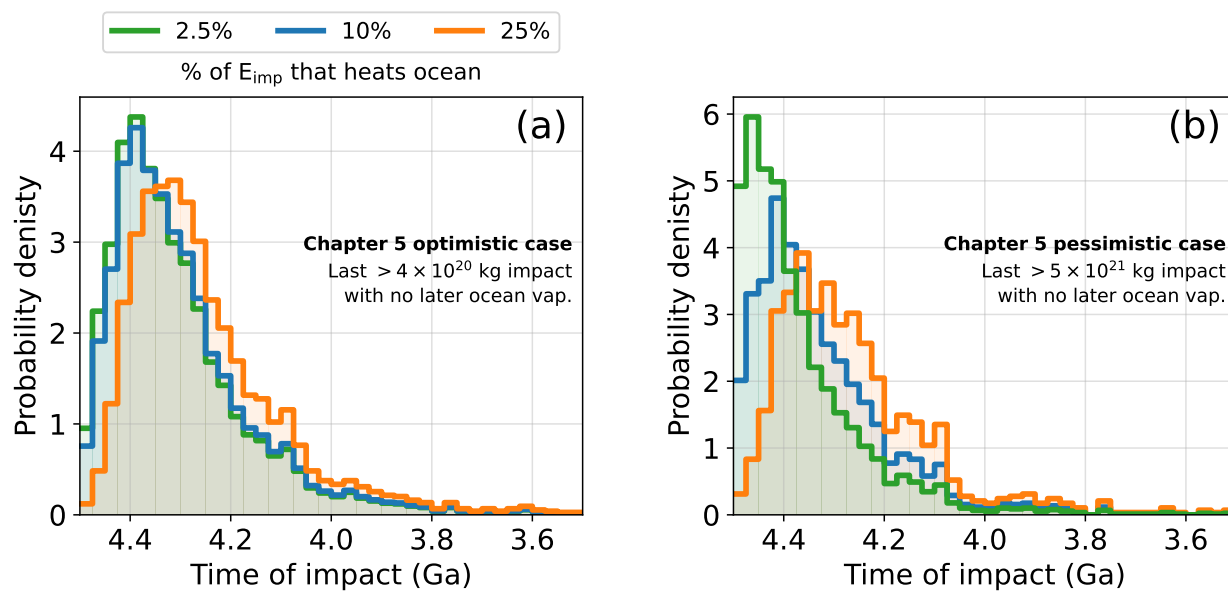 2.5% 10% 25%
% of E_imp that heats ocean
(a)
Probability denisty
4
3
2
1
0
Chapter 5 optimistic case
Last > 4 × 10²⁰ kg impact
with no later ocean vap.
4.4 4.2 4.0 3.8 3.6
Time of impact (Ga)
(b)
Probability denisty
6
5
4
3
2
1
0
Chapter 5 pessimistic case
Last > 5 × 10²¹ kg impact
with no later ocean vap.
4.4 4.2 4.0 3.8 3.6
Time of impact (Ga)